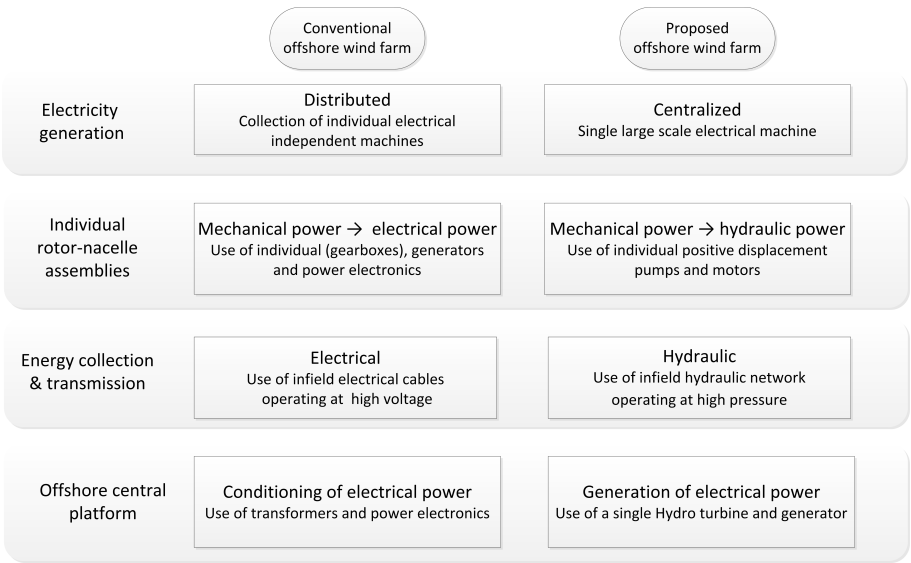 Conventional
offshore wind farm
Proposed
offshore wind farm
Electricity
generation
Distributed
Collection of individual electrical
independent machines
Centralized
Single large scale electrical machine
Individual
rotor-nacelle
assemblies
Mechanical power → electrical power
Use of individual (gearboxes), generators
and power electronics
Mechanical power → hydraulic power
Use of individual positive displacement
pumps and motors
Energy collection
& transmission
Electrical
Use of infield electrical cables
operating at high voltage
Hydraulic
Use of infield hydraulic network
operating at high pressure
Offshore central
platform
Conditioning of electrical power
Use of transformers and power electronics
Generation of electrical power
Use of a single Hydro turbine and generator